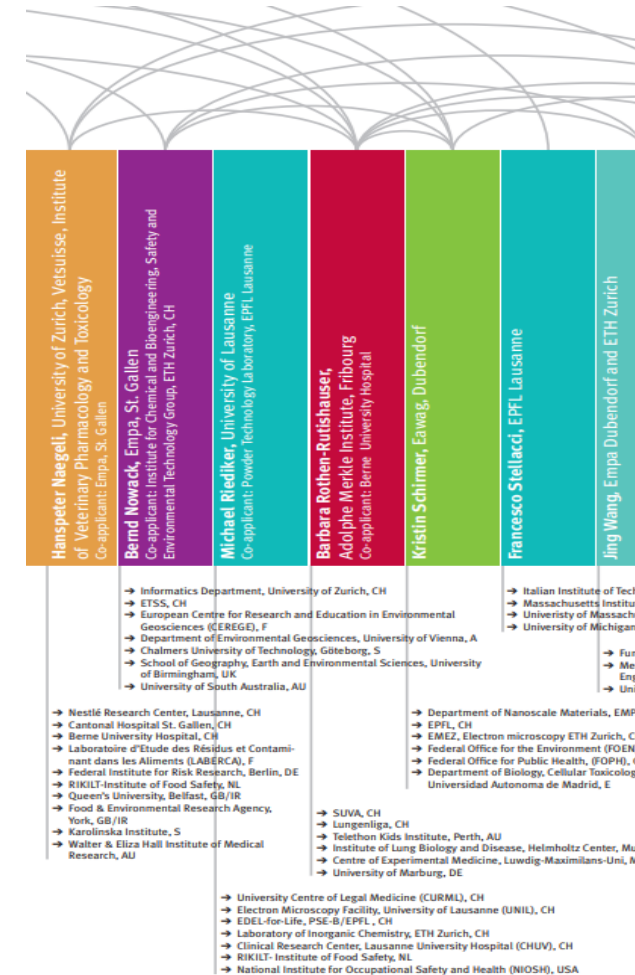 Hanspeter Naegeli, University of Zurich, Vetsuisse, Institute
of Veterinary Pharmacology and Toxicology
Co-applicant: Empa, St. Gallen
Bernd Nowack, Empa, St. Gallen
Co-applicant: Institute for Chemical and Bioengineering, Safety and
Environmental Technology Group, ETH Zurich, CH
Michael Riediker, University of Lausanne
Co-applicant: Powder Technology Laboratory, EPFL Lausanne
Barbara Rothen-Rutishauser,
Adolphe Merkle Institute, Fribourg
Co-applicant: Berne University Hospital
Kristin Schirmer, Eawag, Dubendorf
Francesco Stellacci, EPFL Lausanne
Jing Wang, Empa Dubendorf and ETH Zurich
→ Informatics Department, University of Zurich, CH
→ ETSS, CH
→ European Centre for Research and Education in Environmental
Geosciences (CEREGE), F
→ Department of Environmental Geosciences, University of Vienna, A
→ Chalmers University of Technology, Göteborg, S
→ School of Geography, Earth and Environmental Sciences, University
of Birmingham, UK
→ University of South Australia, AU
→ Italian Institute of
→ Massachusetts
→ Univeristy of
→ University of Michigan
→ Nestlé Research Center, Lausanne, CH
→ Cantonal Hospital St. Gallen, CH
→ Berne University Hospital, CH
→ Laboratoire d'Etude des Résidus et Contami-
nant dans les Aliments (LABERCA), F
→ Federal Institute for Risk Research, Berlin, DE
→ RIKILT-Institute of Food Safety, NL
→ Queen's University, Belfast, GB/IR
→ Food & Environmental Research Agency,
York, GB/IR
→ Karolinska Institute, S
→ Walter & Eliza Hall Institute of Medical
Research, AU
→ Department of Nanoscale Materials,
→ EPFL, CH
→ EMEZ, Electron microscopy ETH Zurich,
→ Federal Office for the Environment (FOEN
→ Federal Office for Public Health, (FOPH),
→ Department of Biology, Cellular
Universidad Autonoma de Madrid, E
→ SUVA, CH
→ Lungenliga, CH
→ Telethon Kids Institute, Perth, AU
→ Institute of Lung Biology and Disease, Helmholtz Center,
→ Centre of Experimental Medicine, Luwdig-Maximilans-Uni,
→ University of Marburg, DE
→ University Centre of Legal Medicine (CURML), CH
→ Electron Microscopy Facility, University of Lausanne (UNIL), CH
→ EDEL-for-Life, PSE-B/EPFL , CH
→ Laboratory of Inorganic Chemistry, ETH Zurich, CH
→ Clinical Research Center, Lausanne University Hospital (CHUV), CH
→ RIKILT- Institute of Food Safety, NL
→ National Institute for Occupational Safety and Health (NIOSH), USA